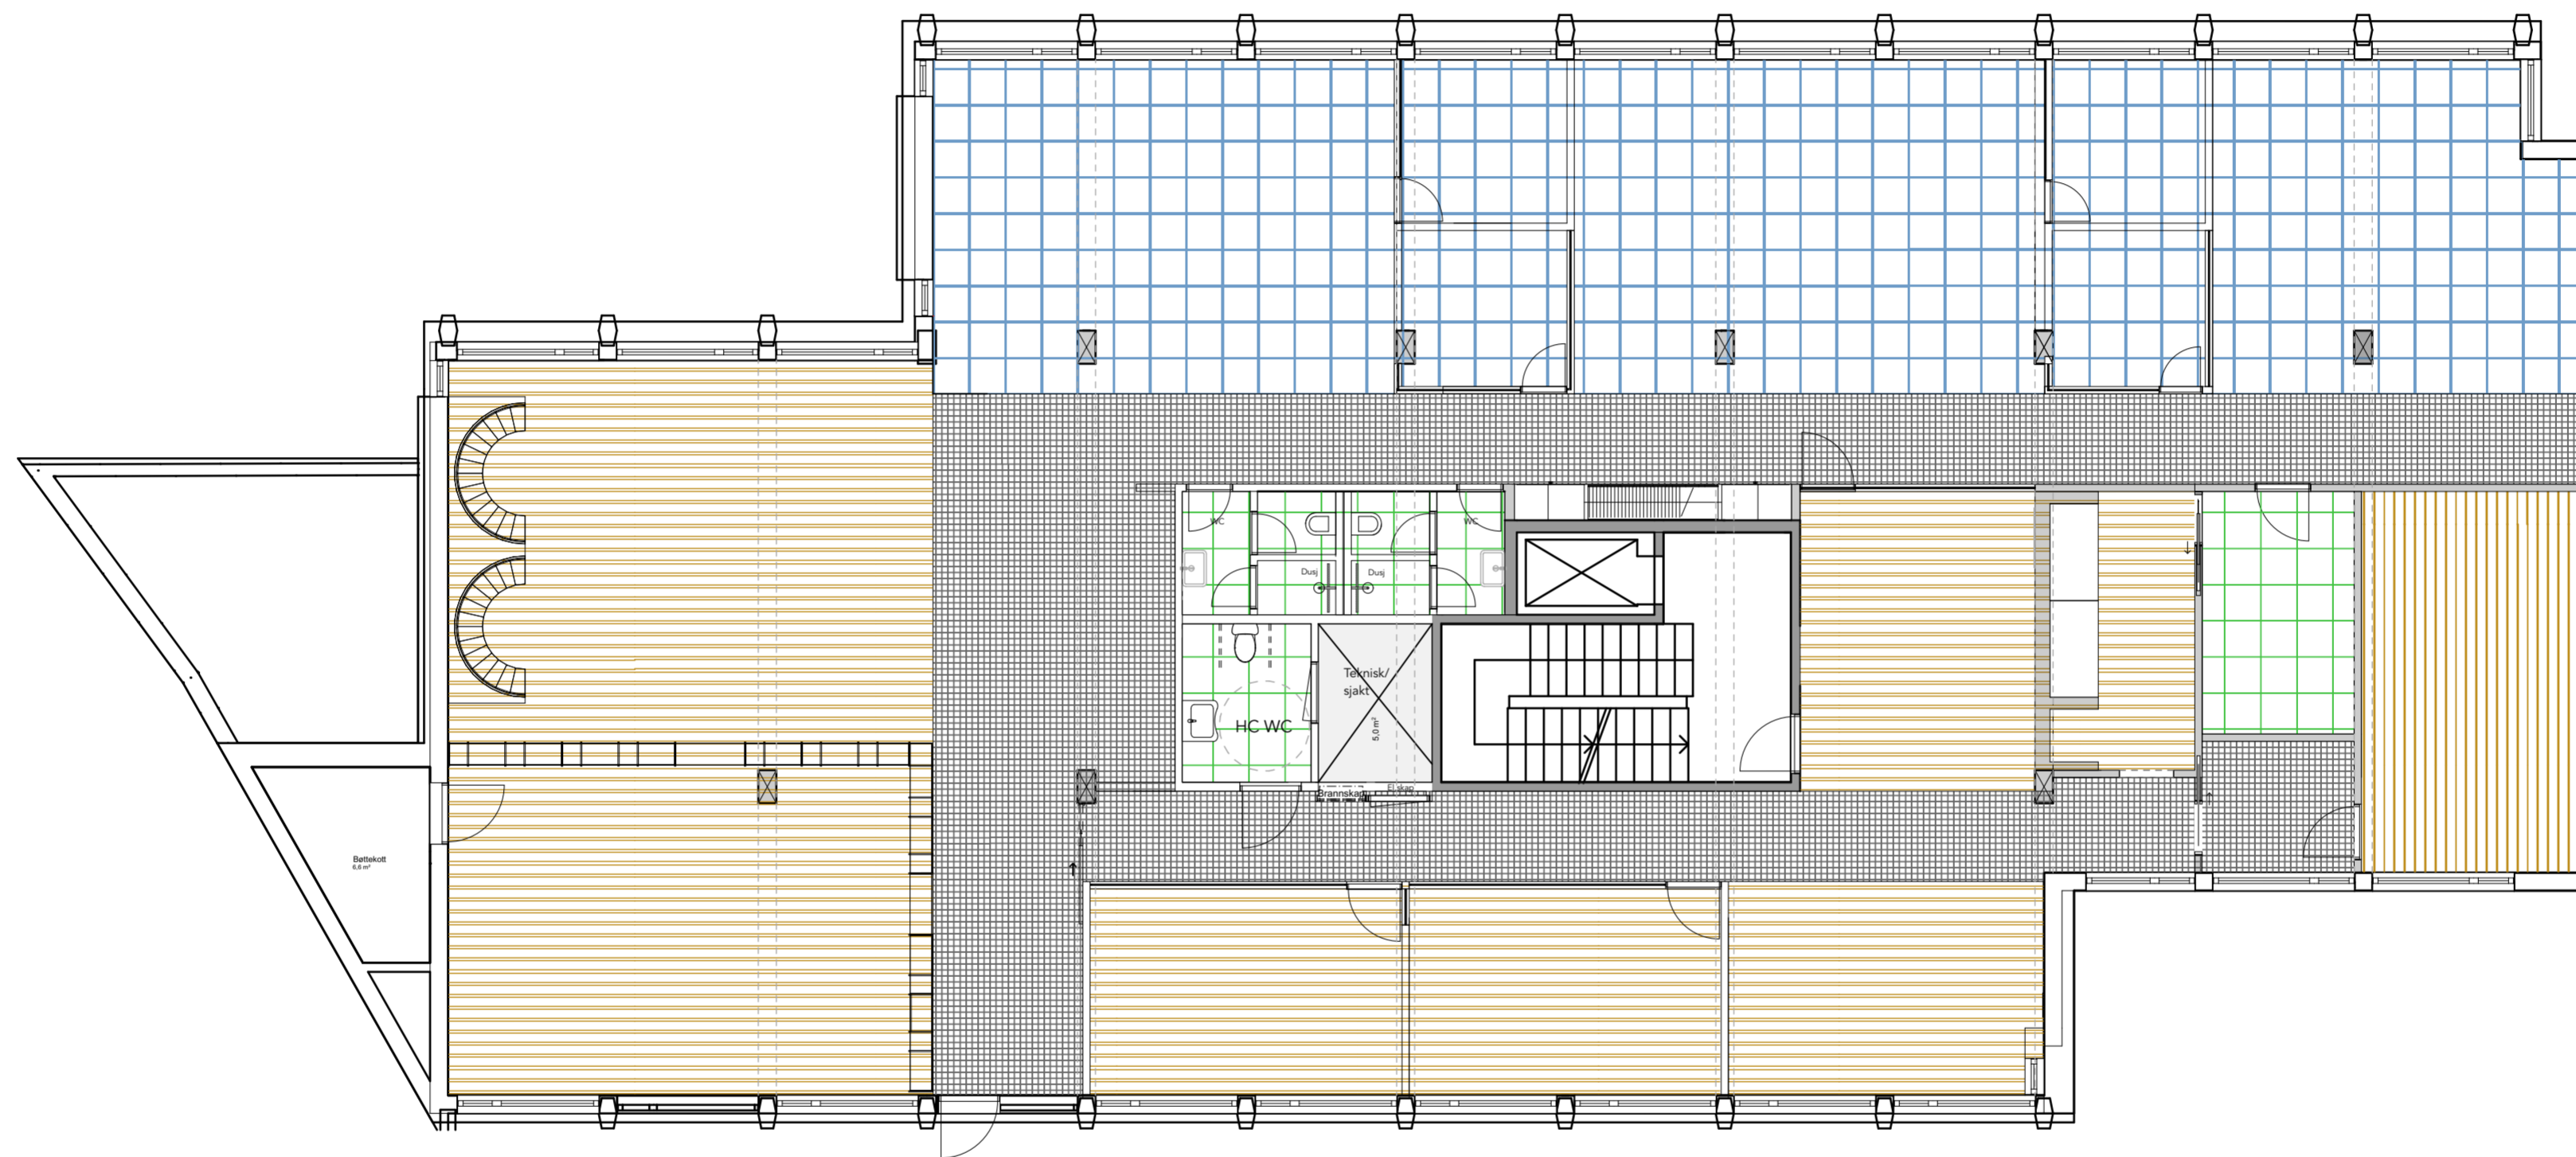 WC
WC
Dusj
Dusj
Teknisk/
sjakt
5,0 m²
HC WC
Brannskap
El.skap
Bøttekott
6,6 m²